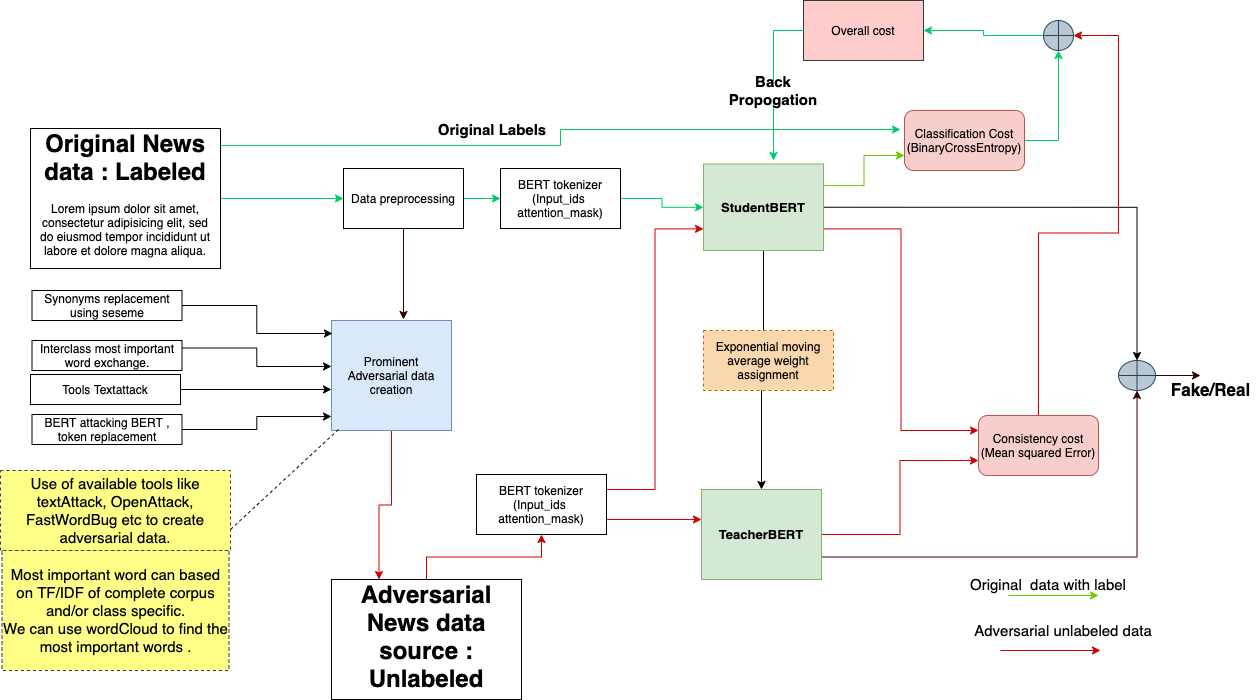 Overall cost
Back
Propogation
Original Labels
Classification Cost
(BinaryCrossEntropy)
Original News
data : Labeled
Lorem ipsum dolor sit amet,
consectetur adipisicing elit, sed
do eiusmod tempor incididunt ut
labore et dolore magna aliqua.
Data preprocessing
BERT tokenizer
(Input_ids
attention_mask)
StudentBERT
Synonyms replacement
using seseme
Interclass most important
word exchange.
Tools Textattack
BERT attacking BERT ,
token replacement
Prominent
Adversarial data
creation
Exponential moving
average weight
assignment
Fake/Real
Consistency cost
(Mean squared Error)
Use of available tools like
textAttack, OpenAttack,
FastWordBug etc to create
adversarial data.
Most important word can based
on TF/IDF of complete corpus
and/or class specific.
We can use wordCloud to find the
most important words .
BERT tokenizer
(Input_ids
attention_mask)
TeacherBERT
Adversarial
News data
source :
Unlabeled
Original  data with label
Adversarial unlabeled data